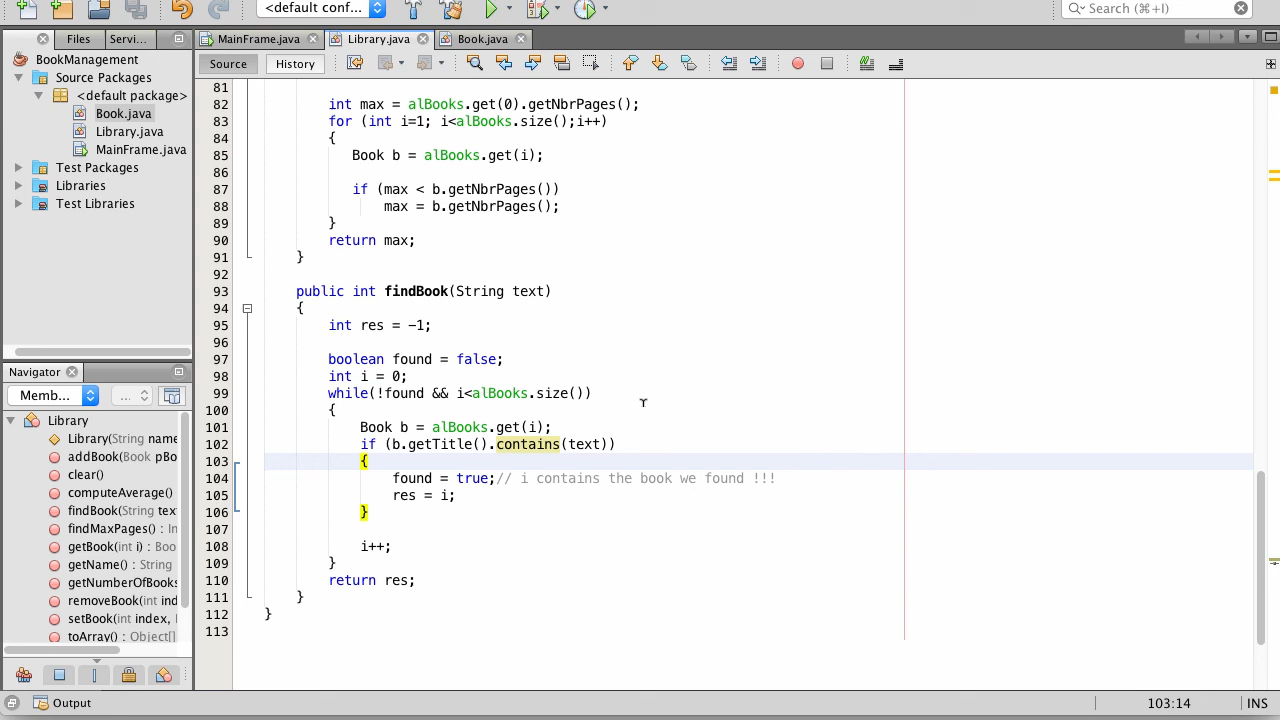 <default conf...
Search (⌘+I)
Files
Servi...
MainFrame.java
Library.java
Book.java
Source
History
BookManagement
Source Packages
<default package>
Book.java
Library.java
MainFrame.java
Test Packages
Libraries
Test Libraries
Navigator
Memb...
...
Library
Library(String name
addBook(Book pBo
clear()
computeAverage()
findBook(String tex
findMaxPages() : In
getBook(int i) : Boo
getName() : String
getNumberOfBooks
removeBook(int ind
setBook(int index,
toArray() : Object[]
81
82 int max = alBooks.get(0).getNbrPages();
83 for (int i=1; i<alBooks.size();i++)
84 {
85 Book b = alBooks.get(i);
86
87 if (max < b.getNbrPages())
88 max = b.getNbrPages();
89 }
90 return max;
91 }
92
93 public int findBook(String text)
94 {
95 int res = -1;
96
97 boolean found = false;
98 int i = 0;
99 while(!found && i<alBooks.size())
100 {
101 Book b = alBooks.get(i);
102 if (b.getTitle().contains(text))
103 {
104 found = true;// i contains the book we found !!!
105 res = i;
106 }
107
108 i++;
109 }
110 return res;
111 }
112 }
113
Output
103:14
INS